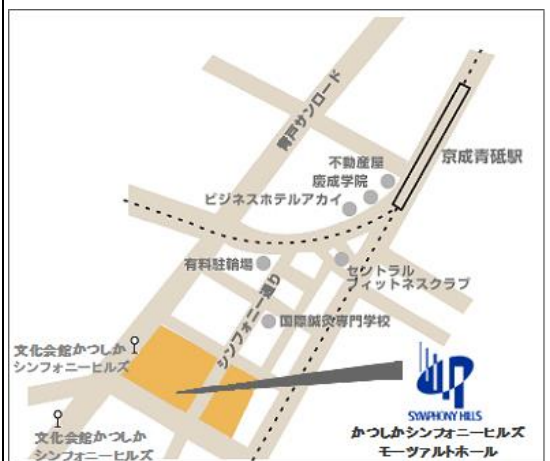 青戸サンロード
京成青砥駅
不動産屋
慶成学院
ビジネスホテルアカイ
有料駐輪場
セントラル
フィットネスクラブ
シンフォニー通り
国際鍼灸専門学校
文化会館かつしか
シンフォニーヒルズ
文化会館かつしか
シンフォニーヒルズ
SYMPHONY HILLS
かつしかシンフォニーヒルズ
モーツァルトホール